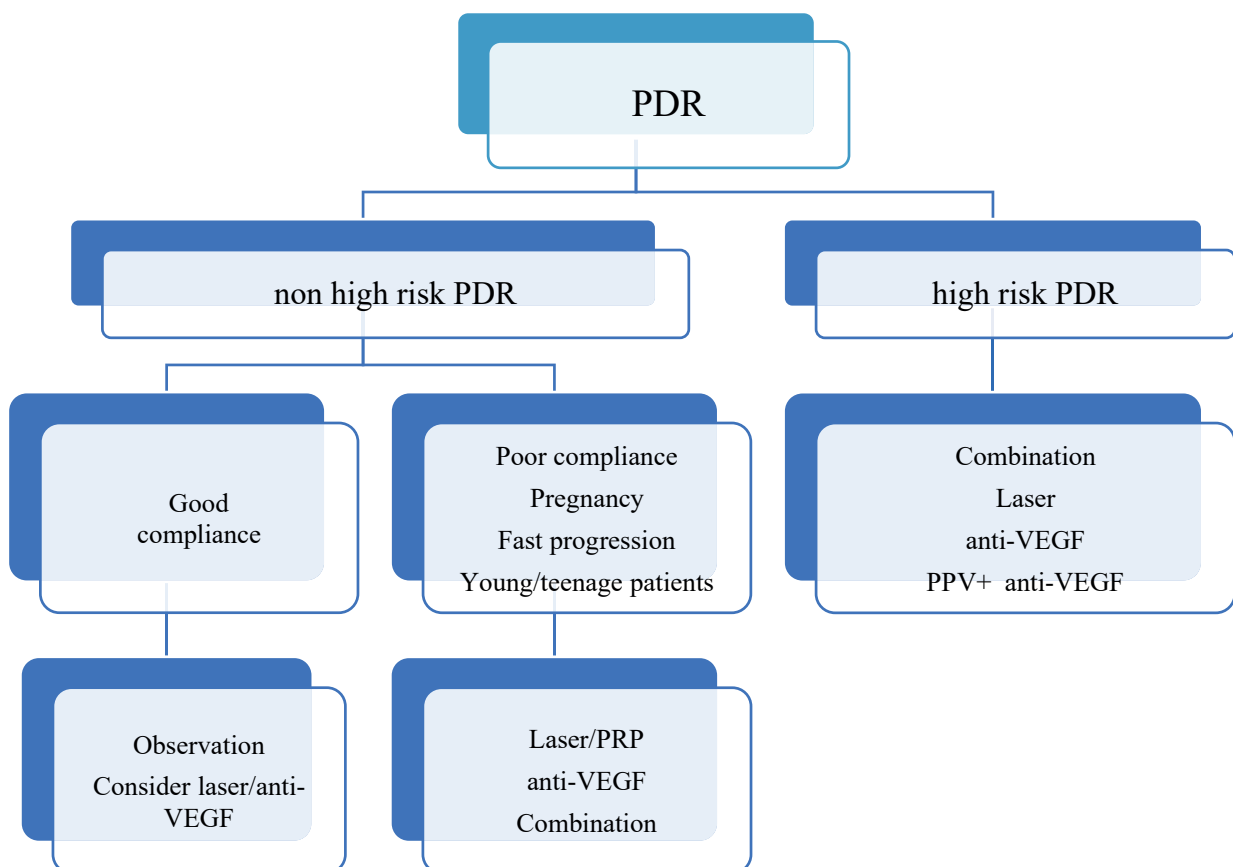 PDR
non high risk PDR
high risk PDR
Good
compliance
Poor compliance
Pregnancy
Fast progression
Young/teenage patients
Combination
Laser
anti-VEGF
PPV+ anti-VEGF
Observation
Consider laser/anti-
VEGF
Laser/PRP
anti-VEGF
Combination